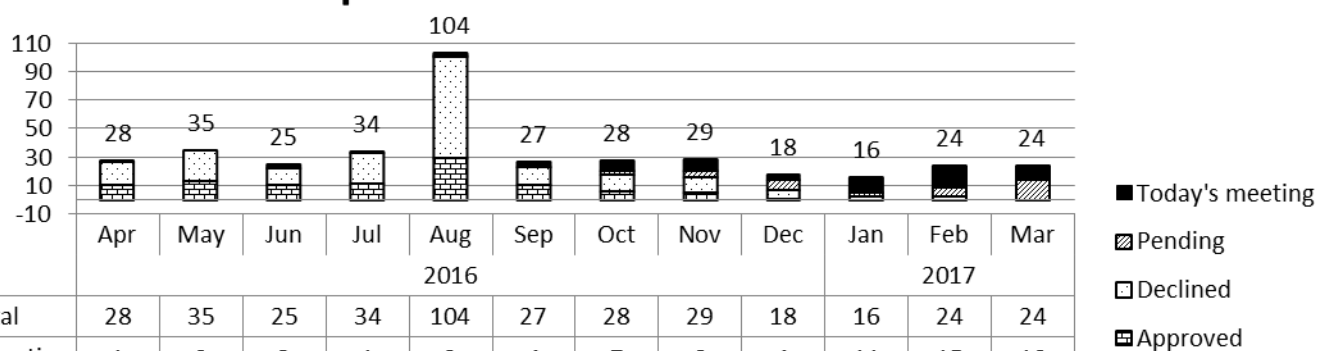 104
110
90
70
50
30
10
-10
28 35 25 34 27 28 29 18 16 24 24
Apr May Jun Jul Aug Sep Oct Nov Dec Jan Feb Mar
2016 2017
al 28 35 25 34 104 27 28 29 18 16 24 24
Today's meeting
Pending
Declined
Approved